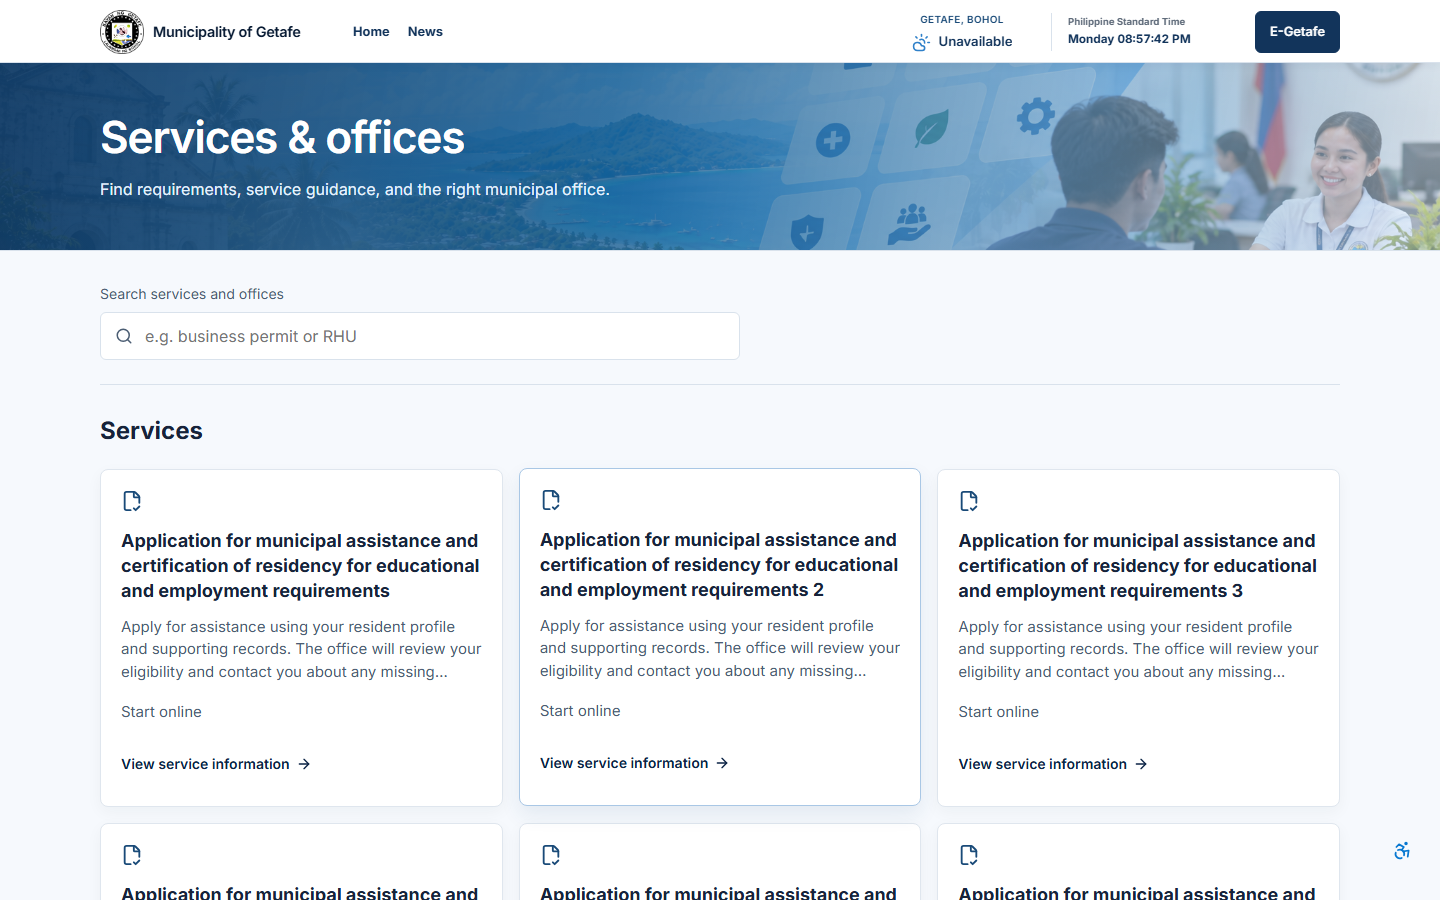 Municipality of Getafe
Home
News
GETAFE, BOHOL
Unavailable
Philippine Standard Time
Monday 08:57:42 PM
E-Getafe
Services & offices
Find requirements, service guidance, and the right municipal office.
Search services and offices
e.g. business permit or RHU
Services
Application for municipal assistance and
certification of residency for educational
and employment requirements
Apply for assistance using your resident profile
and supporting records. The office will review your
eligibility and contact you about any missing...
Start online
View service information
Application for municipal assistance and
certification of residency for educational
and employment requirements 2
Apply for assistance using your resident profile
and supporting records. The office will review your
eligibility and contact you about any missing...
Start online
View service information
Application for municipal assistance and
certification of residency for educational
and employment requirements 3
Apply for assistance using your resident profile
and supporting records. The office will review your
eligibility and contact you about any missing...
Start online
View service information
Application for municipal assistance and
Application for municipal assistance and
Application for municipal assistance and